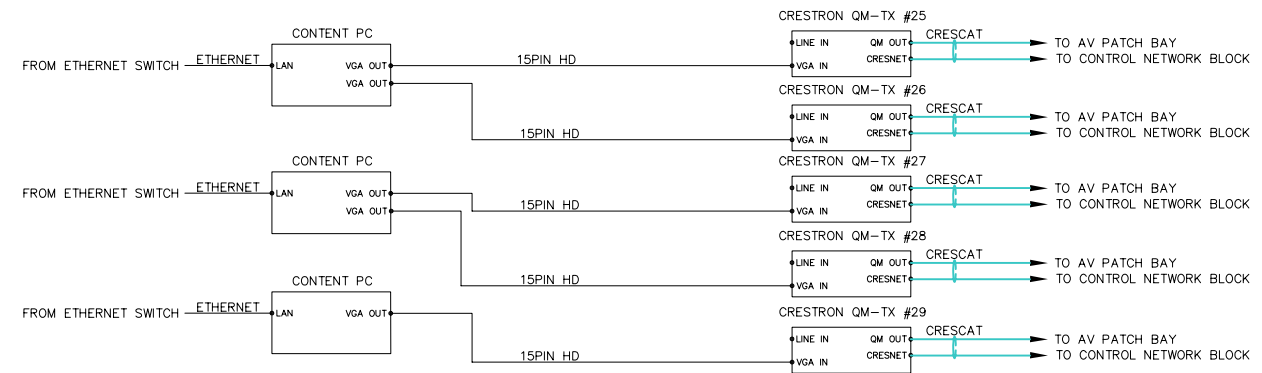 CRESTRON QM-TX #25
CONTENT PC
LINE IN QM OUT CRESCAT TO AV PATCH BAY
FROM ETHERNET SWITCH ETHERNET LAN VGA OUT 15PIN HD VGA IN CRESNET TO CONTROL NETWORK BLOCK
VGA OUT
CRESTRON QM-TX #26
LINE IN QM OUT CRESCAT TO AV PATCH BAY
15PIN HD VGA IN CRESNET TO CONTROL NETWORK BLOCK
CONTENT PC
CRESTRON QM-TX #27
FROM ETHERNET SWITCH ETHERNET LAN VGA OUT LINE IN QM OUT CRESCAT TO AV PATCH BAY
VGA OUT 15PIN HD VGA IN CRESNET TO CONTROL NETWORK BLOCK
CRESTRON QM-TX #28
LINE IN QM OUT CRESCAT TO AV PATCH BAY
CONTENT PC
15PIN HD VGA IN CRESNET TO CONTROL NETWORK BLOCK
FROM ETHERNET SWITCH ETHERNET LAN VGA OUT
CRESTRON QM-TX #29
LINE IN QM OUT CRESCAT TO AV PATCH BAY
15PIN HD VGA IN CRESNET TO CONTROL NETWORK BLOCK